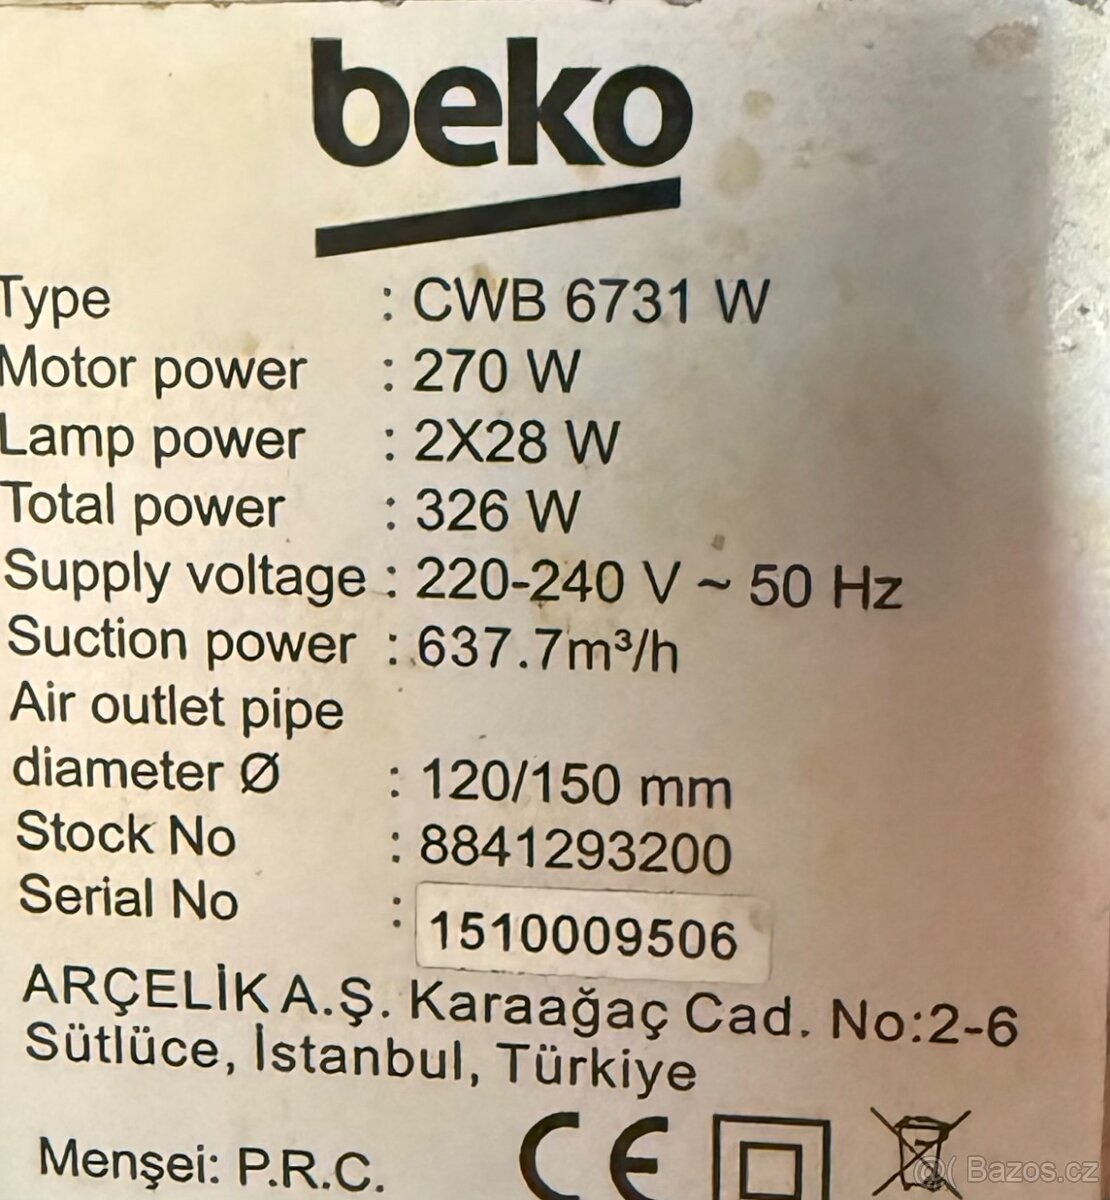 beko
Type : CWB 6731 W
Motor power : 270 W
Lamp power : 2X28 W
Total power : 326 W
Supply voltage : 220-240 V ~ 50 Hz
Suction power : 637.7m³/h
Air outlet pipe
diameter Ø : 120/150 mm
Stock No : 8841293200
Serial No : 1510009506
ARÇELİK A.Ş. Karaağaç Cad. No:2-6
Sütlüce, İstanbul, Türkiye
Menşei: P.R.C. CE
Bazos.cz